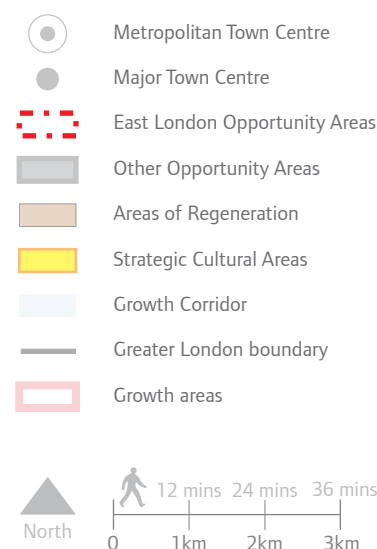 Metropolitan Town Centre
Major Town Centre
East London Opportunity Areas
Other Opportunity Areas
Areas of Regeneration
Strategic Cultural Areas
Growth Corridor
Greater London boundary
Growth areas
12 mins 24 mins 36 mins
North
0 1km 2km 3km